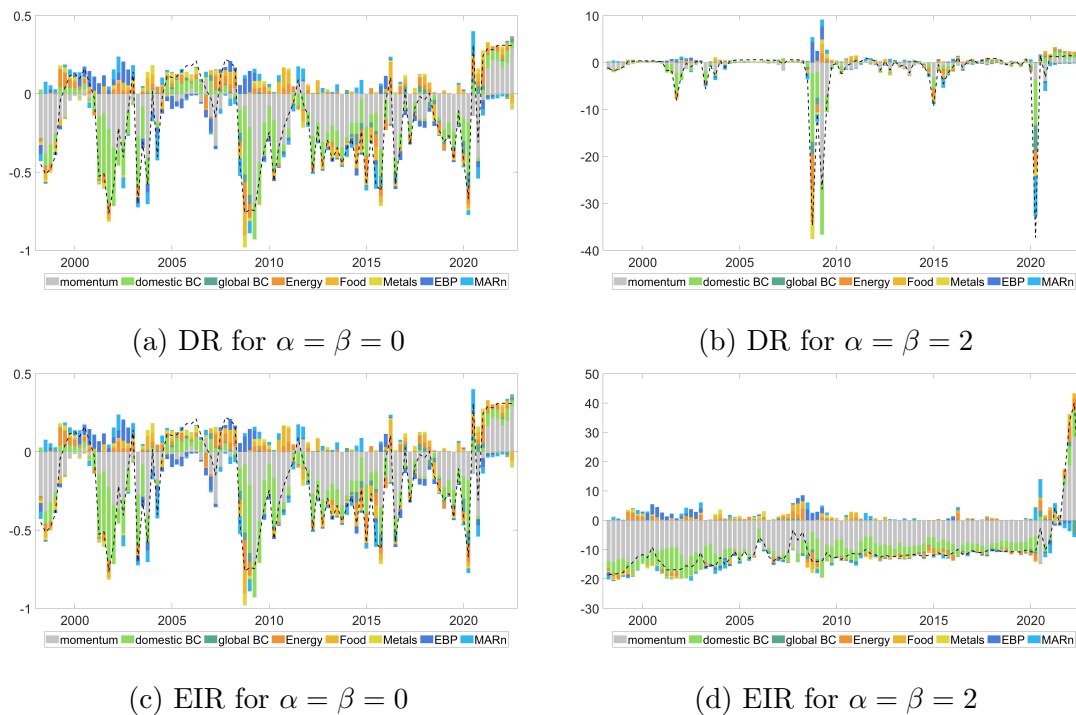 0.5
0
-0.5
-1
2000 2005 2010 2015 2020
momentum domestic BC global BC Energy Food Metals EBP MARn
(a) DR for α = β = 0
10
0
-10
-20
-30
-40
2000 2005 2010 2015 2020
momentum domestic BC global BC Energy Food Metals EBP MARn
(b) DR for α = β = 2
0.5
0
-0.5
-1
2000 2005 2010 2015 2020
momentum domestic BC global BC Energy Food Metals EBP MARn
(c) EIR for α = β = 0
50
40
30
20
10
0
-10
-20
-30
2000 2005 2010 2015 2020
momentum domestic BC global BC Energy Food Metals EBP MARn
(d) EIR for α = β = 2